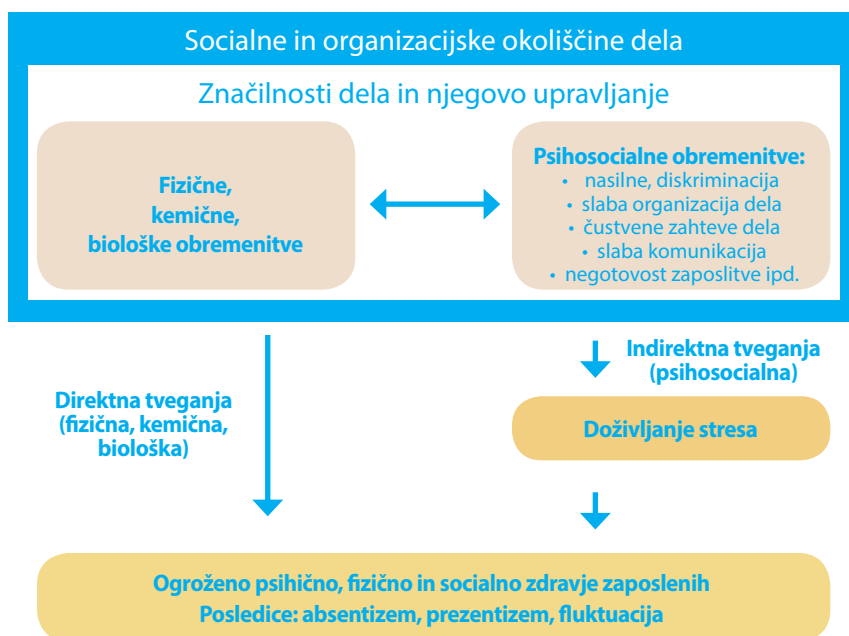 Socialne in organizacijske okoliščine dela
Značilnosti dela in njegovo upravljanje
Fizične,
kemične,
biološke obremenitve
Psihosocialne obremenitve:
• nasilne, diskriminacija
• slaba organizacija dela
• čustvene zahteve dela
• slaba komunikacija
• negotovost zaposlitve ipd.
Direktna tveganja
(fizična, kemična,
biološka)
Indirektna tveganja
(psihosocialna)
Doživljanje stresa
Ogroženo psihično, fizično in socialno zdravje zaposlenih
Posledice: absentizem, prezentizem, fluktuacija